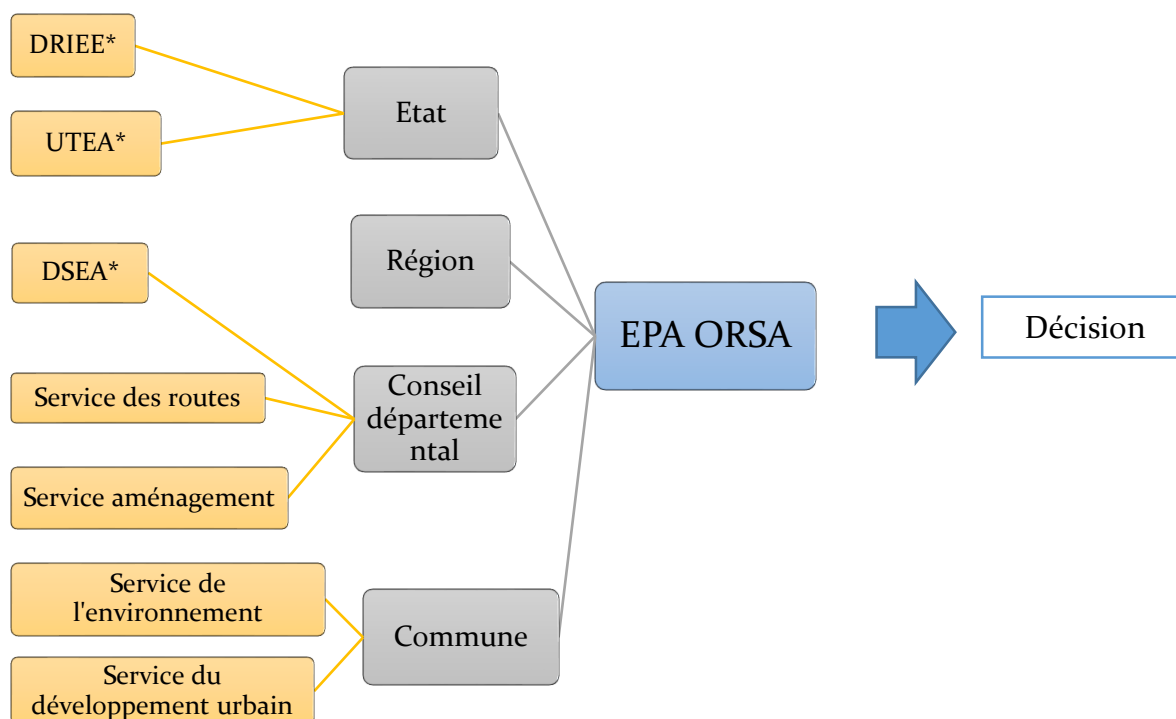 DRIEE*
UTEA*
DSEA*
Service des routes
Service aménagement
Service de
l'environnement
Service du
développement urbain
Etat
Région
Conseil
départeme
ntal
Commune
EPA ORSA
Décision